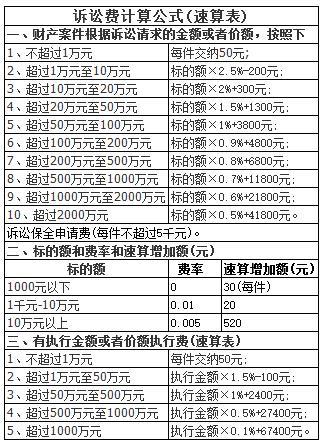 诉讼费计算公式(速算表)
一、财产案件根据诉讼请求的金额或者价额，按照下
1、不超过1万元 每件交纳50元;
2、超过1万元至10万元 标的额×2.5%-200元;
3、超过10万元至20万元 标的额×2%+300元;
4、超过20万元至50万元 标的额×1.5%+1300元;
5、超过50万元至100万元 标的额×1%+3800元;
6、超过100万元至200万元 标的额×0.9%+4800元;
7、超过200万元至500万元 标的额×0.8%+6800元;
8、超过500万元至1000万元 标的额×0.7%+11800元;
9、超过1000万元至2000万元 标的额×0.6%+21800元;
10、超过2000万元 标的额×0.5%+41800元。
诉讼保全申请费(每件不超过5千元)。
二、标的额和费率和速算增加额(元)
标的额 费率 速算增加额(元)
1000元以下 0 30(每件)
1千元-10万元 0.01 20
10万元以上 0.005 520
三、有执行金额或者价额执行费(速算表)
1、不超过1万元 每件交纳50元;
2、超过1万元至50万元 执行金额×1.5%-100元;
3、超过50万元至500万元 执行金额×1%+2400元;
4、超过500万元至1000万元 执行金额×0.5%+27400元;
5、超过1000万元 执行金额×0.1%+67400元。